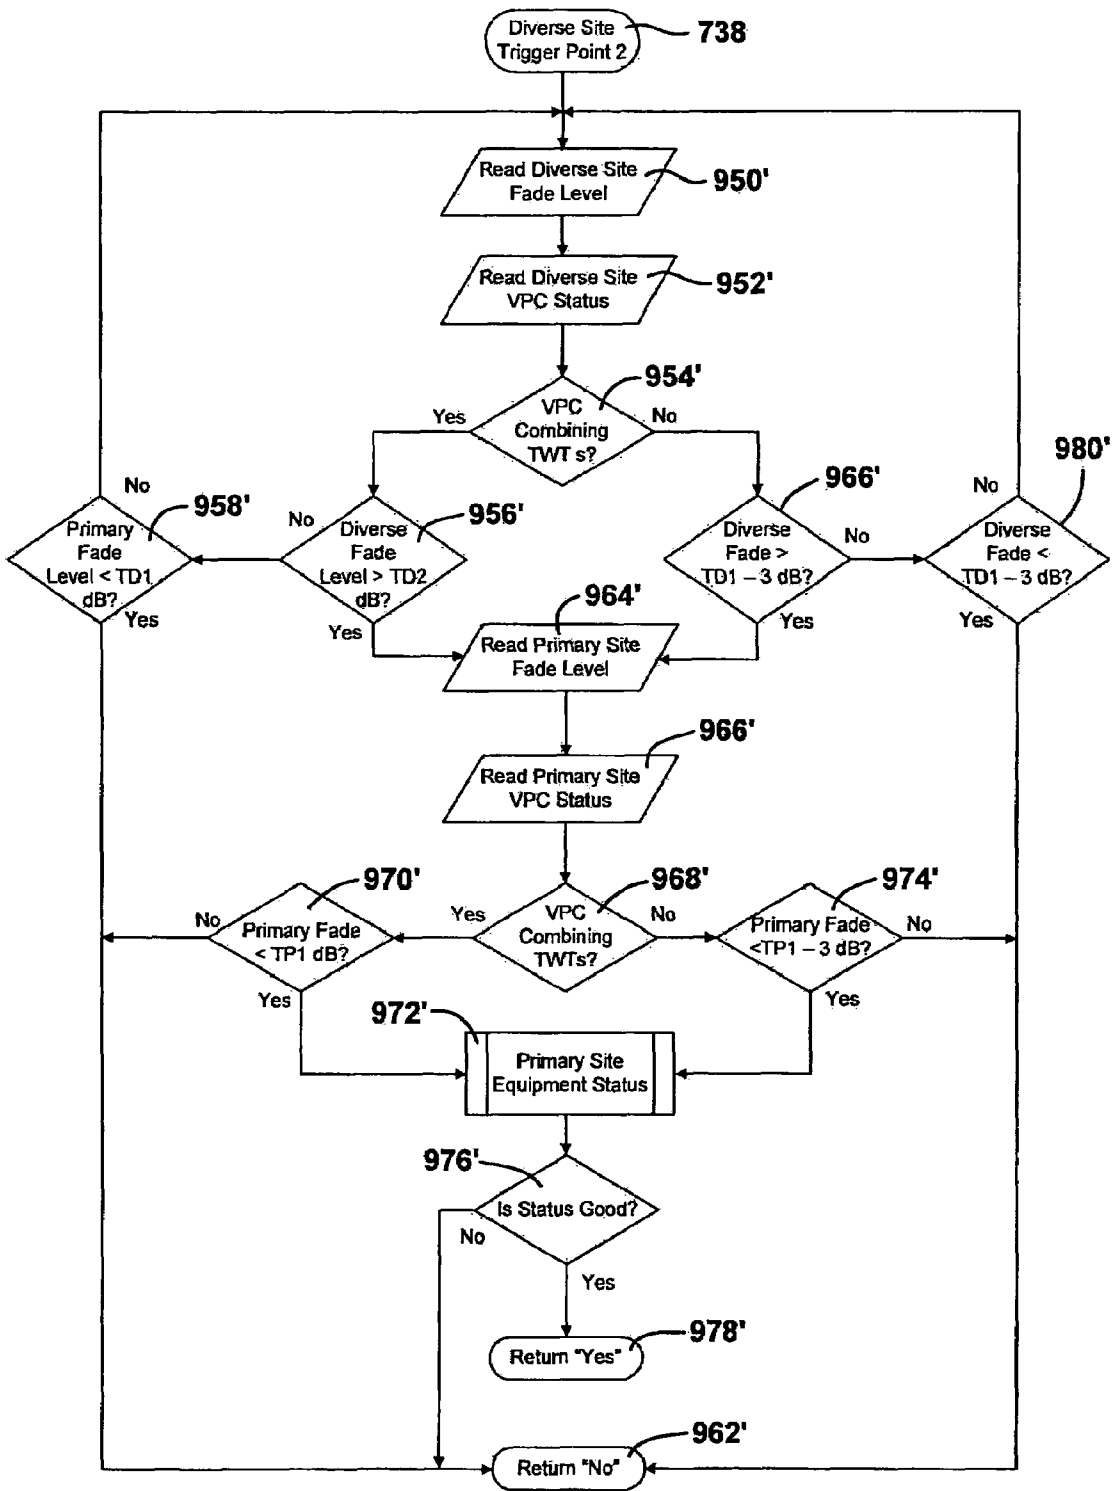 Diverse Site
Trigger Point 2
738
Read Diverse Site
Fade Level
950'
Read Diverse Site
VPC Status
952'
954'
Yes
VPC
Combining
TWT s?
No
980'
No
958'
Primary
Fade
Level < TD1
dB?
Yes
No
956'
Diverse
Fade
Level > TD2
dB?
Yes
966'
Diverse
Fade >
TD1 – 3 dB?
No
Yes
No
Diverse
Fade <
TD1 – 3 dB?
Yes
964'
Read Primary Site
Fade Level
966'
Read Primary Site
VPC Status
970'
No
Primary Fade
< TP1 dB?
Yes
968'
Yes
VPC
Combining
TWTs?
No
974'
Primary Fade
<TP1 – 3 dB?
No
Yes
972'
Primary Site
Equipment Status
976'
Is Status Good?
No
Yes
978'
Return "Yes"
962'
Return "No"